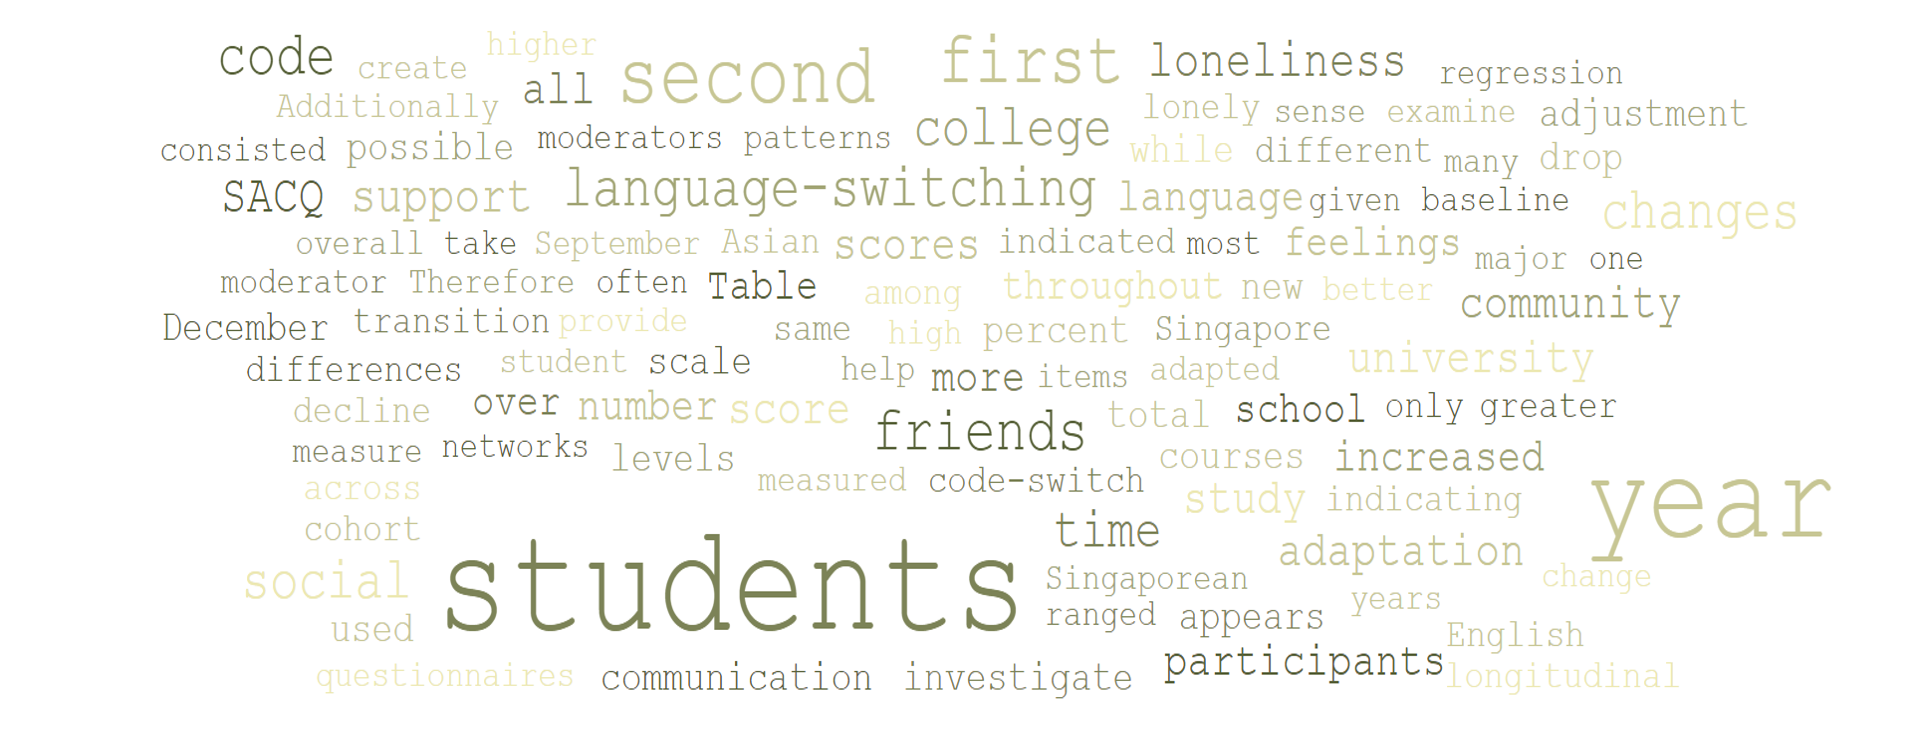 higher
code create all second first loneliness regression
Additionally lonely sense examine adjustment
consisted possible moderators patterns college while different many drop
SACQ support language-switching language given baseline changes
overall take September Asian scores indicated most feelings major one
moderator Therefore often Table among throughout new better community
December transition provide same high percent Singapore
differences student scale help more items adapted university
decline over number score friends total school only greater
measure networks levels courses increased
across measured code-switch study indicating year
cohort time adaptation
social students Singaporean change
used ranged appears years
English
questionnaires communication investigate participants longitudinal